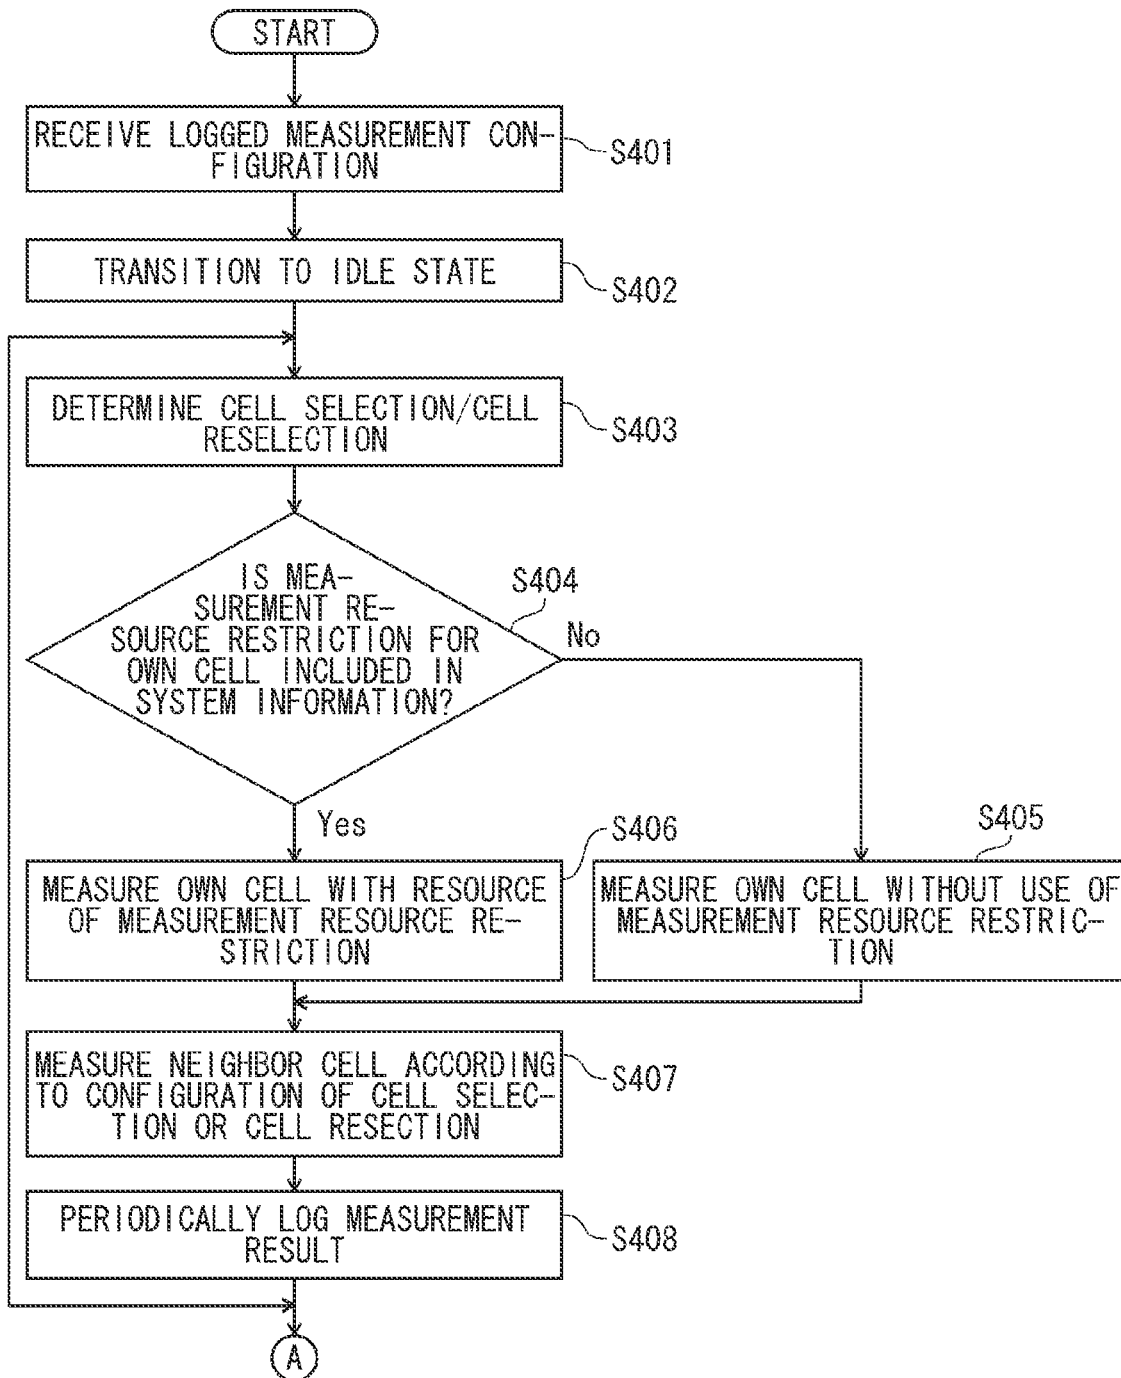 START
RECEIVE LOGGED MEASUREMENT CON-
FIGURATION
S401
TRANSITION TO IDLE STATE
S402
DETERMINE CELL SELECTION/CELL
RESELECTION
S403
IS MEA-
SUREMENT RE-
SOURCE RESTRICTION FOR
OWN CELL INCLUDED IN
SYSTEM INFORMATION?
S404
No
Yes
S406
MEASURE OWN CELL WITH RESOURCE
OF MEASUREMENT RESOURCE RE-
STRICTION
S405
MEASURE OWN CELL WITHOUT USE OF
MEASUREMENT RESOURCE RESTRIC-
TION
MEASURE NEIGHBOR CELL ACCORDING
TO CONFIGURATION OF CELL SELEC-
TION OR CELL RESECTION
S407
PERIODICALLY LOG MEASUREMENT
RESULT
S408
A